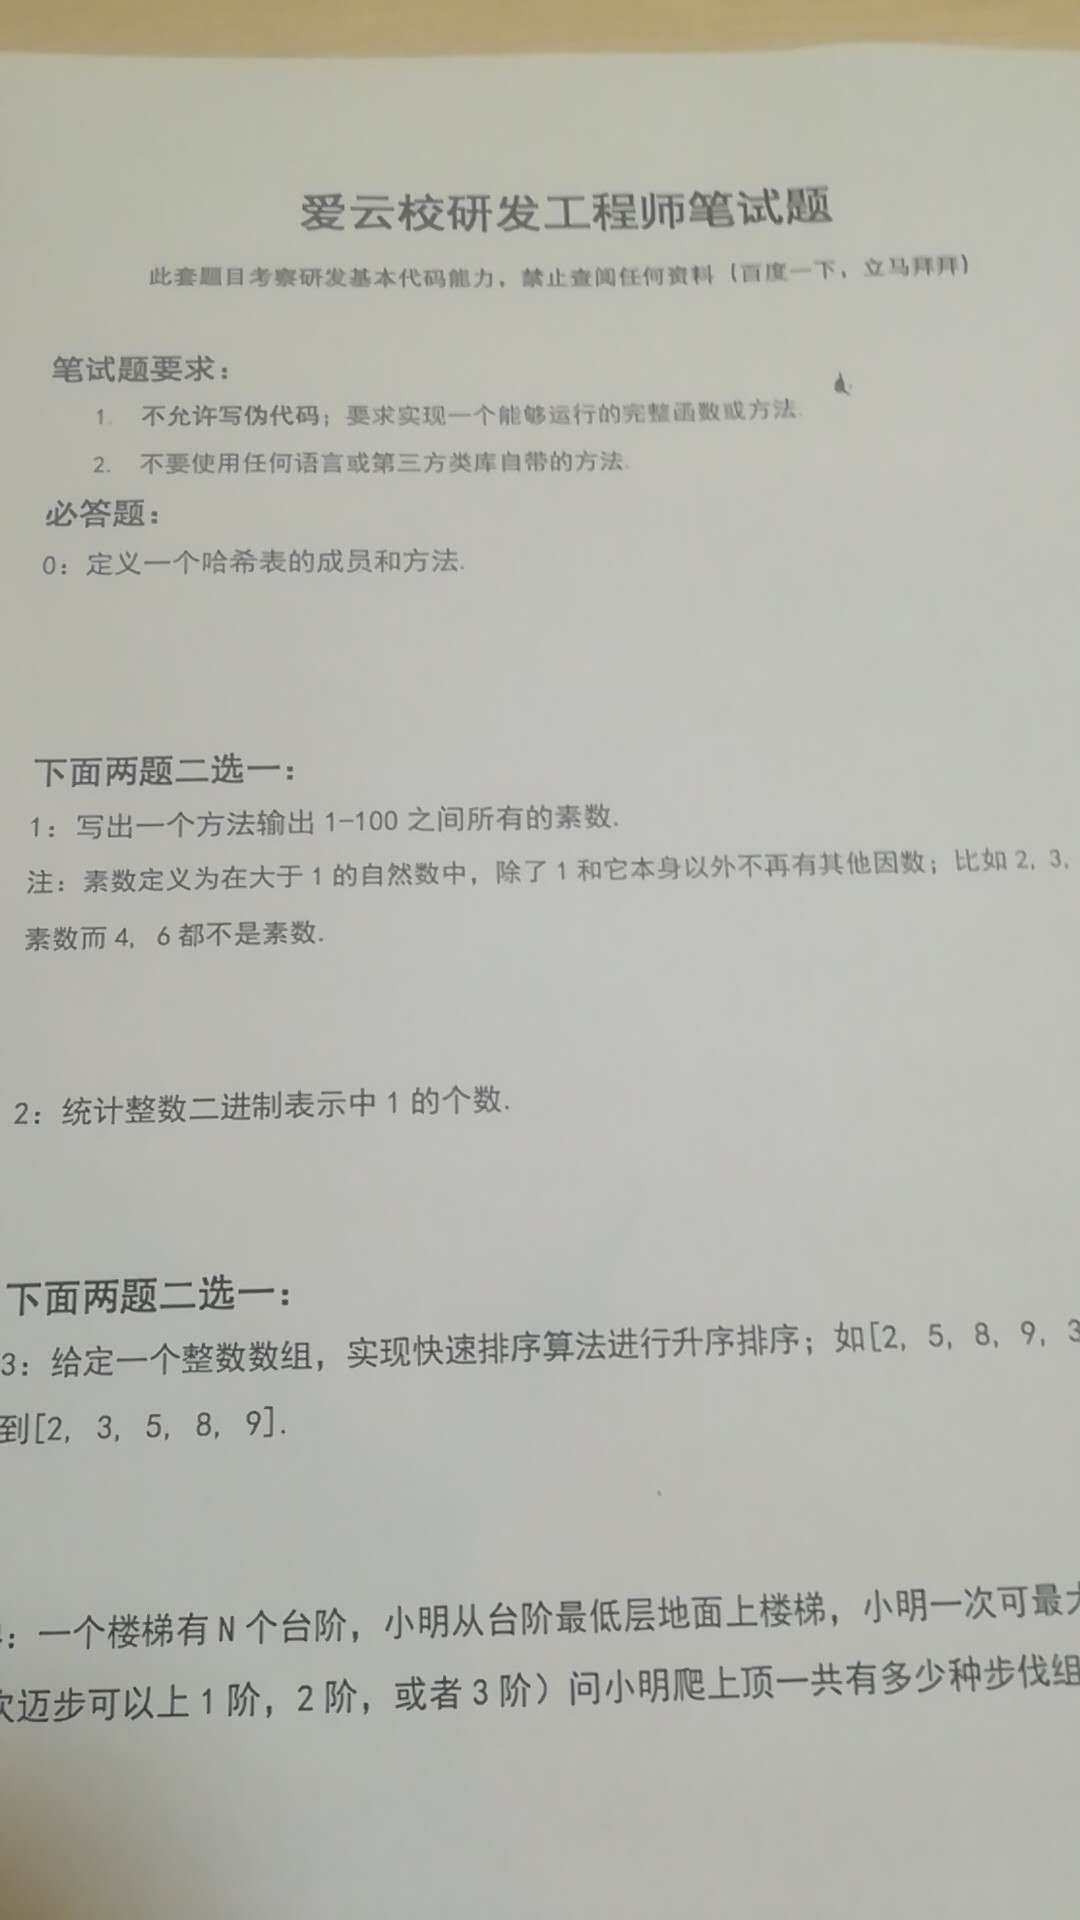 爱云校研发工程师笔试题
此套题目考察研发基本代码能力，禁止查阅任何资料（百度一下，立马拜拜）
笔试题要求：
1. 不允许写伪代码；要求实现一个能够运行的完整函数或方法.
2. 不要使用任何语言或第三方类库自带的方法.
必答题：
0：定义一个哈希表的成员和方法.
下面两题二选一：
1：写出一个方法输出 1-100 之间所有的素数.
注：素数定义为在大于 1 的自然数中，除了 1 和它本身以外不再有其他因数；比如 2, 3,
素数而 4, 6 都不是素数.
2：统计整数二进制表示中 1 的个数.
下面两题二选一：
3：给定一个整数数组，实现快速排序算法进行升序排序；如[2, 5, 8, 9, 3
到[2, 3, 5, 8, 9].
：一个楼梯有 N 个台阶，小明从台阶最低层地面上楼梯，小明一次可最
迈步可以上 1 阶，2 阶，或者 3 阶）问小明爬上顶一共有多少种步伐组